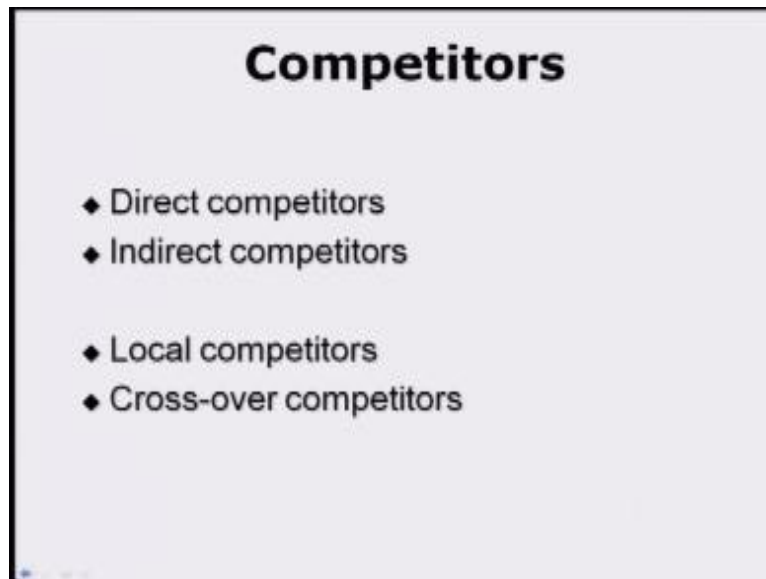 Competitors
◆ Direct competitors
◆ Indirect competitors
◆ Local competitors
◆ Cross-over competitors